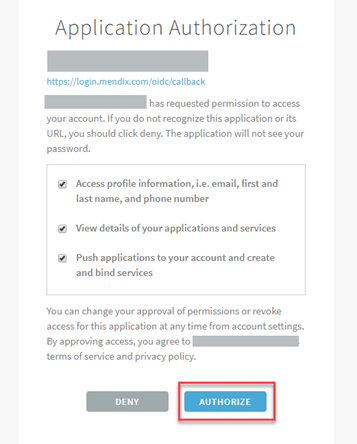 Application Authorization
https://login.mendix.com/oidc/callback
has requested permission to access
your account. If you do not recognize this application or its
URL, you should click deny. The application will not see your
password.
Access profile information, i.e. email, first and
last name, and phone number
View details of your applications and services
Push applications to your account and create
and bind services
You can change your approval of permissions or revoke
access for this application at any time from account settings.
By approving access, you agree to
terms of service and privacy policy.
DENY
AUTHORIZE